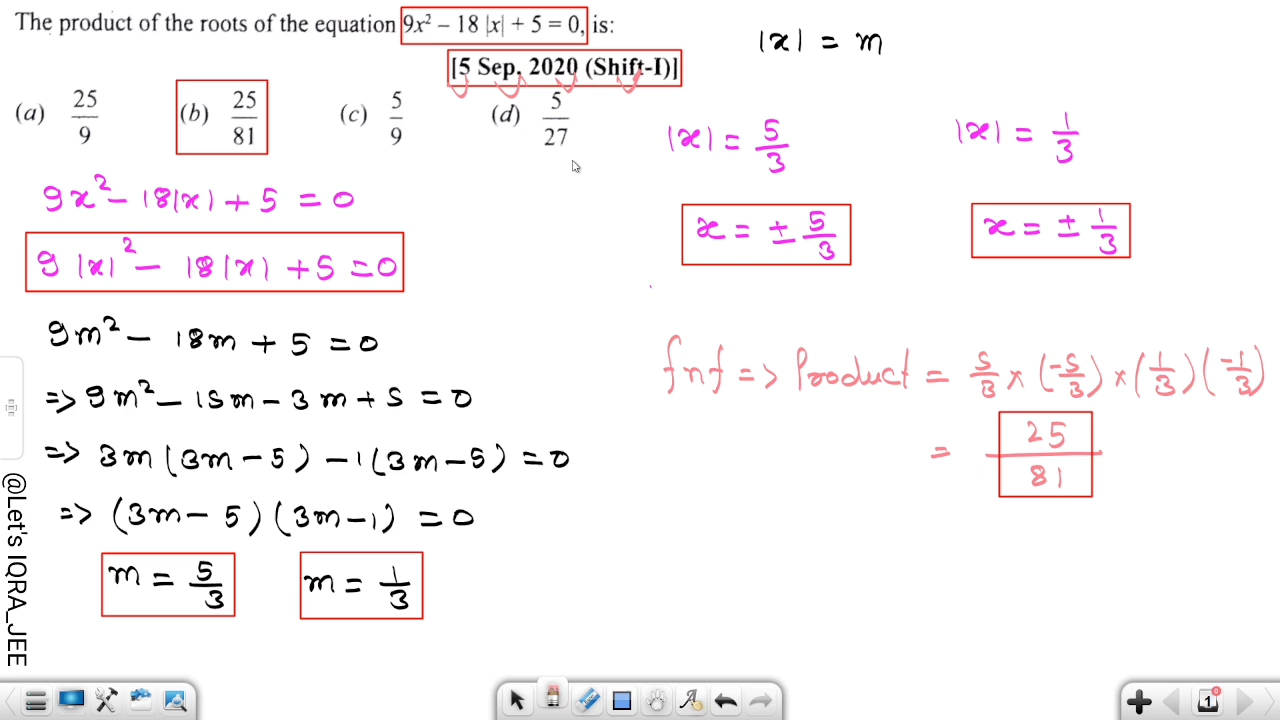 The product of the roots of the equation 9x² – 18 |x| + 5 = 0, is:
[5 Sep. 2020 (Shift-I)]
(a) 25/9 (b) 25/81 (c) 5/9 (d) 5/27
9x² – 18|x| + 5 = 0
9 |x|² – 18|x| + 5 = 0
9m² – 18m + 5 = 0
=> 9m² – 15m – 3m + 5 = 0
=> 3m(3m – 5) – 1(3m – 5) = 0
=> (3m – 5)(3m – 1) = 0
m = 5/3 m = 1/3
|x| = m
|x| = 5/3 |x| = 1/3
x = ± 5/3 x = ± 1/3
fnf => Product = 5/3 × (-5/3) × (1/3)(-1/3)
= 25/81
@Let's IQRA_JEE
1